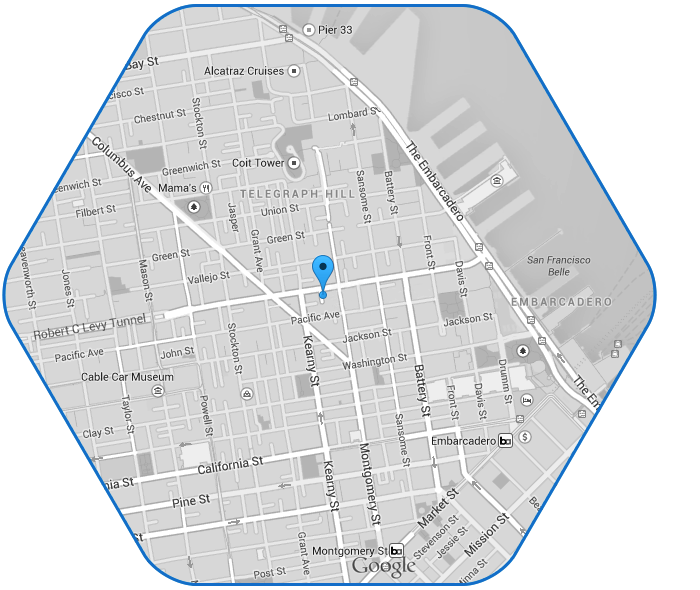 Pier 33
Bay St
Alcatraz Cruises
cisco St
Chestnut St
Stockton St
Lombard St
Columbus Ave
The Embarcadero
Greenwich St
Coit Tower
eenwich St
Mama's
TELEGRAPH HILL
Sansome St
Battery St
Filbert St
Jasper
Union St
Grant Ave
Green St
Front St
Green St
San Francisco
Belle
eavenworth St
Jones St
Mason St
Vallejo St
Davis St
EMBARCADERO
Robert C Levy Tunnel
Pacific Ave
Jackson St
Jackson St
Pacific Ave
John St
Stockton St
Kearny St
Washington St
Cable Car Museum
Battery St
Drumm St
The Em
Taylor St
Powell St
Front St
Davis St
Clay St
Sansome St
Embarcadero
California St
nia St
Kearny St
Montgomery St
Pine St
Market St
Mission St
Be
St
Stevenson St
Jessie St
Grant Ave
Montgomery St
Post St
Google
inna St